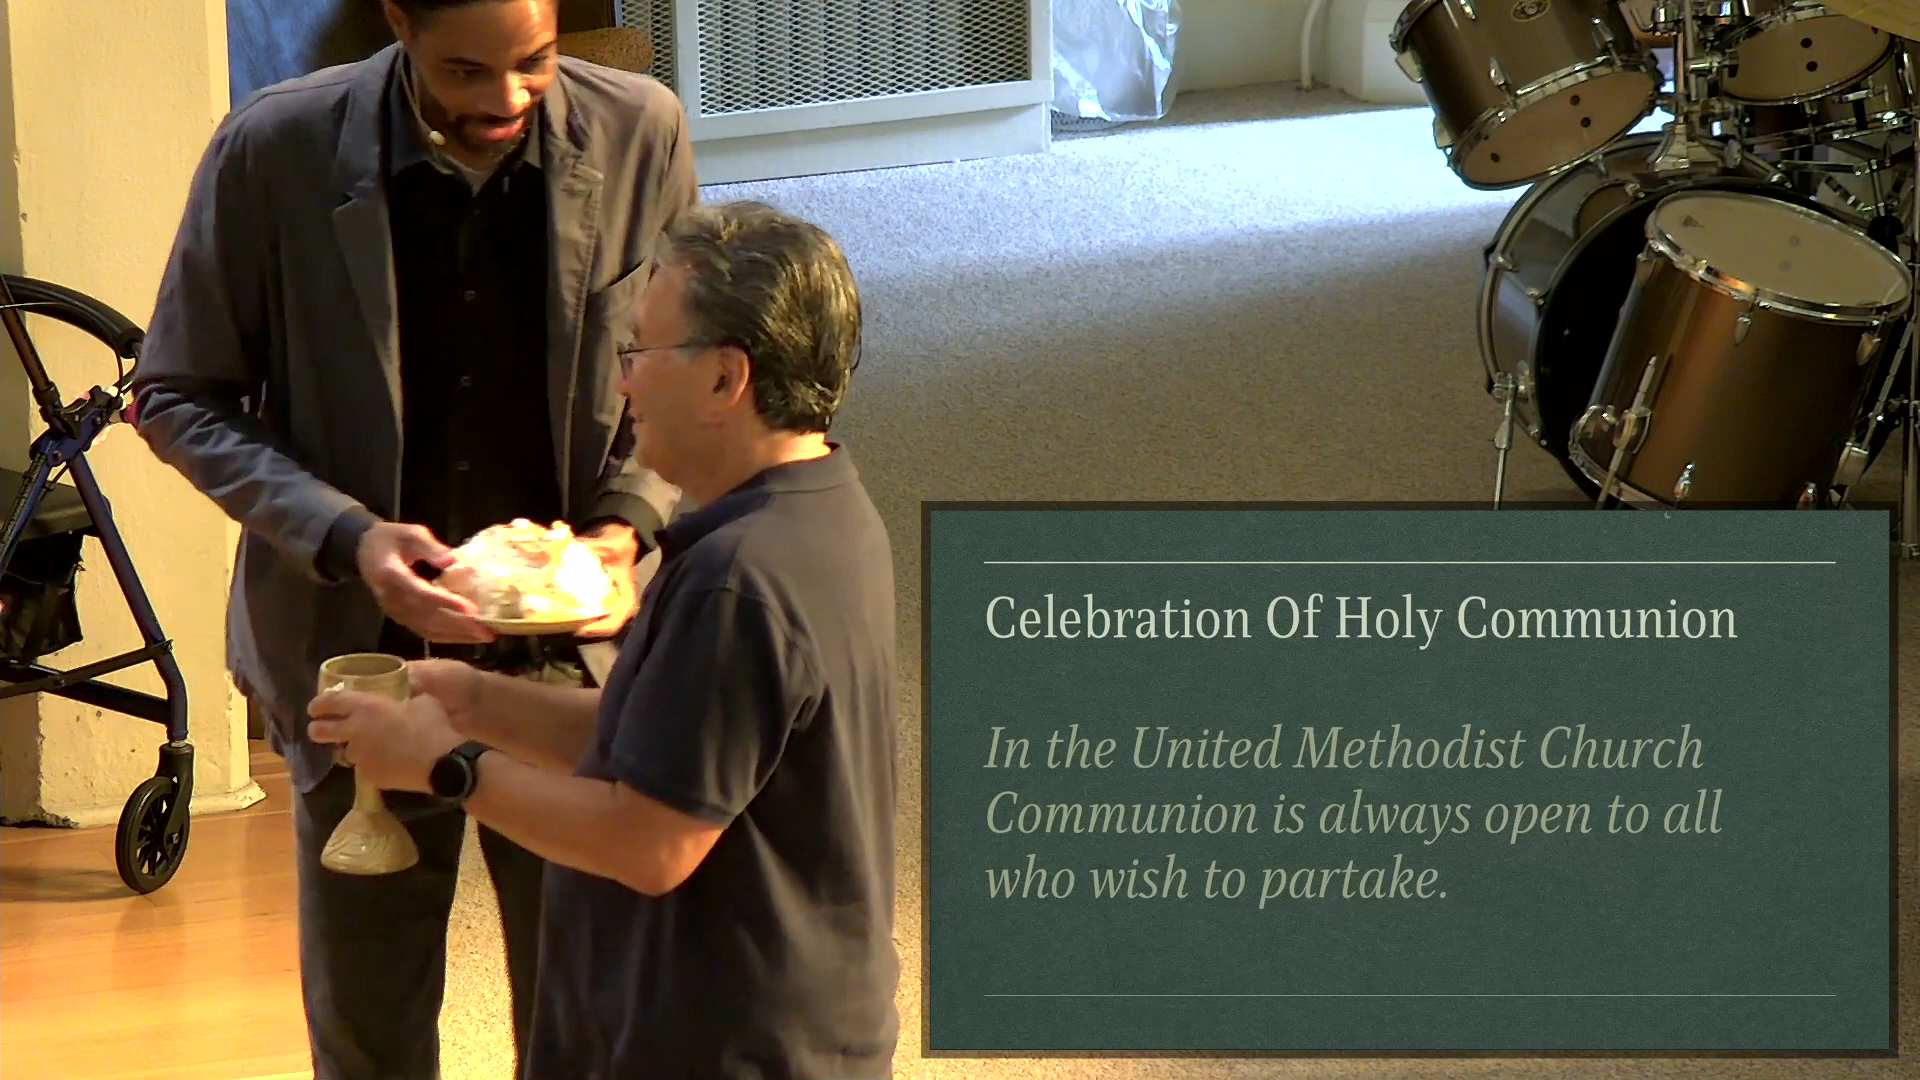 Celebration Of Holy Communion
In the United Methodist Church
Communion is always open to all
who wish to partake.